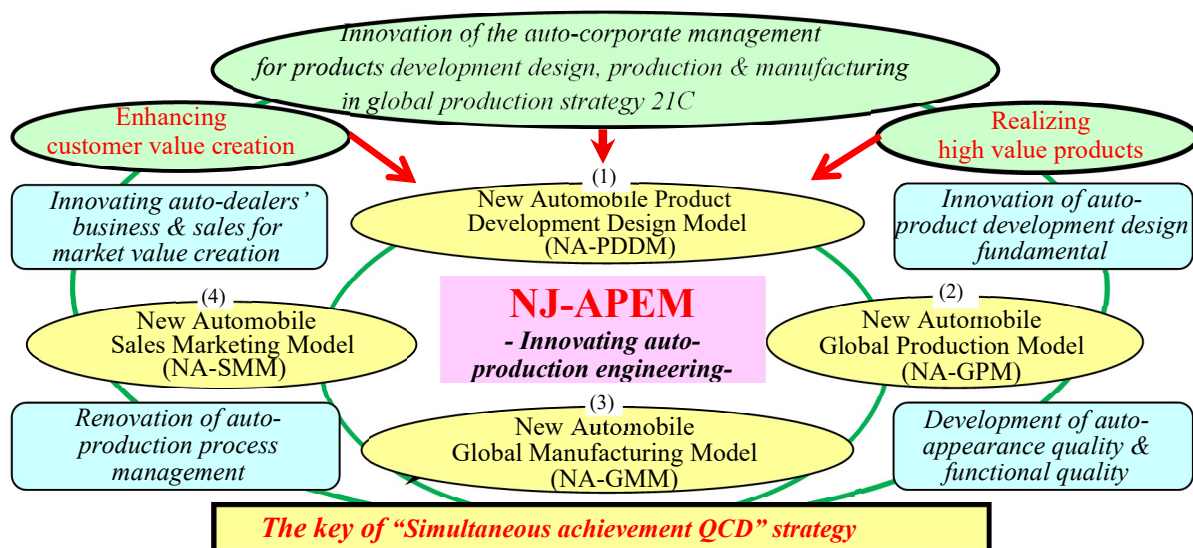 Innovation of the auto-corporate management
for products development design, production & manufacturing
in global production strategy 21C
Enhancing
customer value creation
Realizing
high value products
(1)
New Automobile Product
Development Design Model
(NA-PDDM)
Innovating auto-dealers’
business & sales for
market value creation
Innovation of auto-
product development design
fundamental
NJ-APEM
- Innovating auto-
production engineering-
(4)
New Automobile
Sales Marketing Model
(NA-SMM)
(2)
New Automobile
Global Production Model
(NA-GPM)
Renovation of auto-
production process
management
(3)
New Automobile
Global Manufacturing Model
(NA-GMM)
Development of auto-
appearance quality &
functional quality
The key of “Simultaneous achievement QCD” strategy